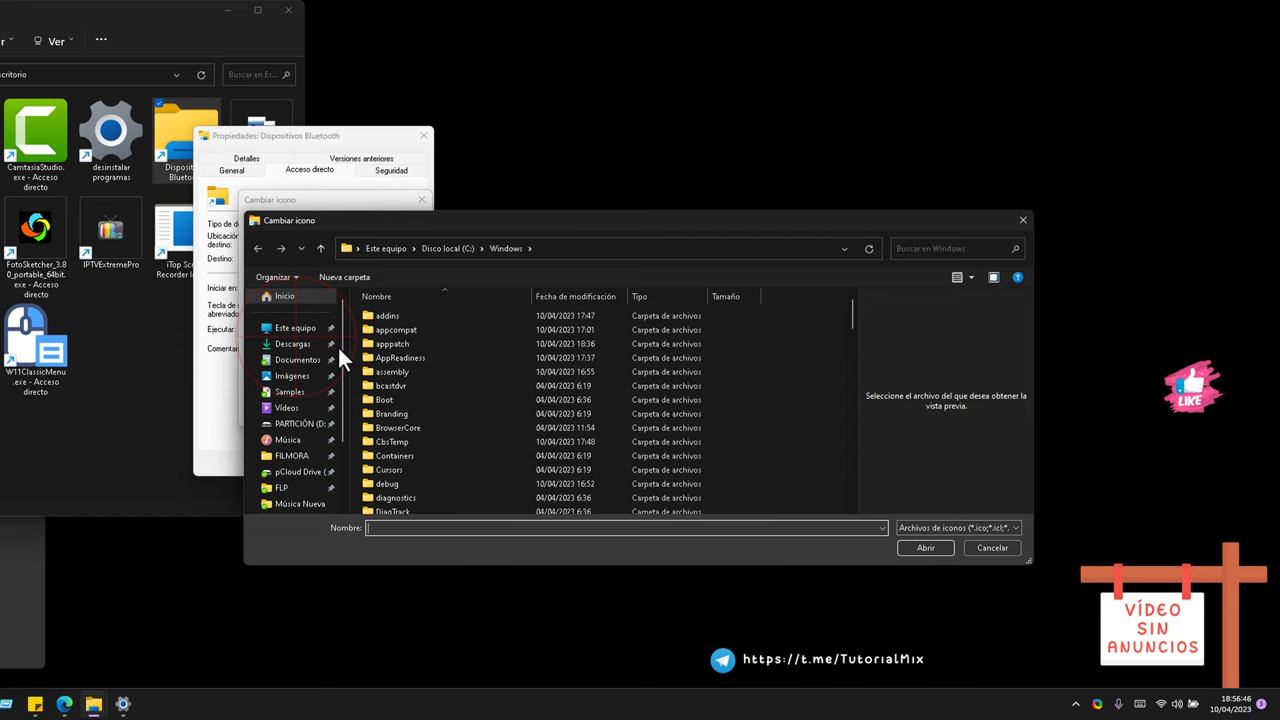 Ver
•••
scritorio
Buscar en Es...
CamtasiaStudio.
exe - Acceso
directo
desinstalar
programas
Disposit
Blueto
FotoSketcher_3.8
0_portable_64bit.
exe - Acceso
directo
IPTVExtremePro
iTop Scr
Recorder l
W11ClassicMenu
.exe - Acceso
directo
Propiedades: Dispositivos Bluetooth
Detalles
Versiones anteriores
General
Acceso directo
Seguridad
Tipo de d
Ubicación
destino:
Destino:
Iniciar en:
Tecla de
abreviado
Ejecutar:
Comentar
Cambiar icono
Cambiar icono
Este equipo
Disco local (C:)
Windows
Buscar en Windows
Organizar
Nueva carpeta
Inicio
Este equipo
Descargas
Documentos
Imágenes
Samples
Vídeos
PARTICIÓN (D:
Música
FILMORA
pCloud Drive (
FLP
Música Nueva
Nombre
Fecha de modificación
Tipo
Tamaño
addins 10/04/2023 17:47 Carpeta de archivos
appcompat 10/04/2023 17:01 Carpeta de archivos
apppatch 10/04/2023 18:36 Carpeta de archivos
AppReadiness 10/04/2023 17:37 Carpeta de archivos
assembly 10/04/2023 16:55 Carpeta de archivos
bcastdvr 04/04/2023 6:19 Carpeta de archivos
Boot 04/04/2023 6:36 Carpeta de archivos
Branding 04/04/2023 6:19 Carpeta de archivos
BrowserCore 04/04/2023 11:54 Carpeta de archivos
CbsTemp 10/04/2023 17:48 Carpeta de archivos
Containers 04/04/2023 6:19 Carpeta de archivos
Cursors 04/04/2023 6:19 Carpeta de archivos
debug 10/04/2023 16:52 Carpeta de archivos
diagnostics 04/04/2023 6:36 Carpeta de archivos
DiagTrack 04/04/2023 6:36 Carpeta de archivos
Seleccione el archivo del que desea obtener la
vista previa.
Nombre:
Archivos de iconos (*.ico;*.icl;*.
Abrir
Cancelar
LIKE
VÍDEO
SIN
ANUNCIOS
https://t.me/TutorialMix
18:56:46
10/04/2023
3